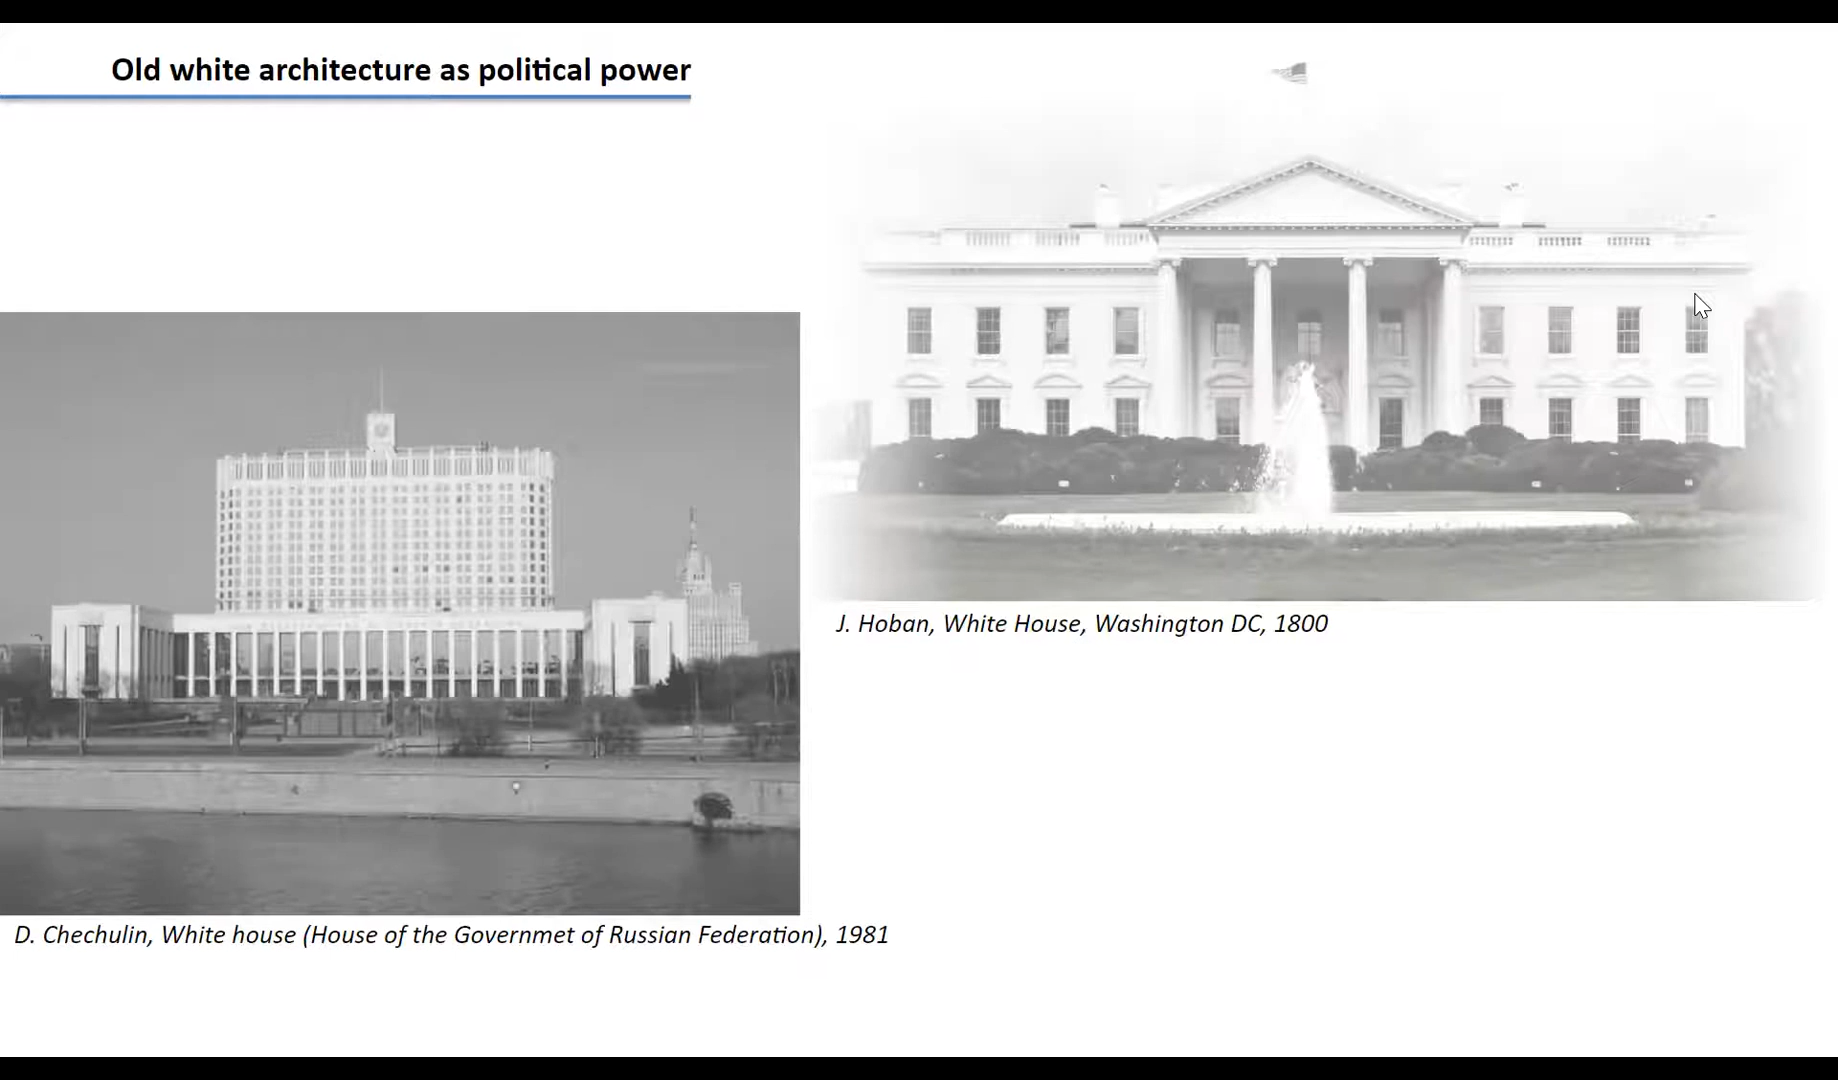 Old white architecture as political power
J. Hoban, White House, Washington DC, 1800
D. Chechulin, White house (House of the Governmet of Russian Federation), 1981